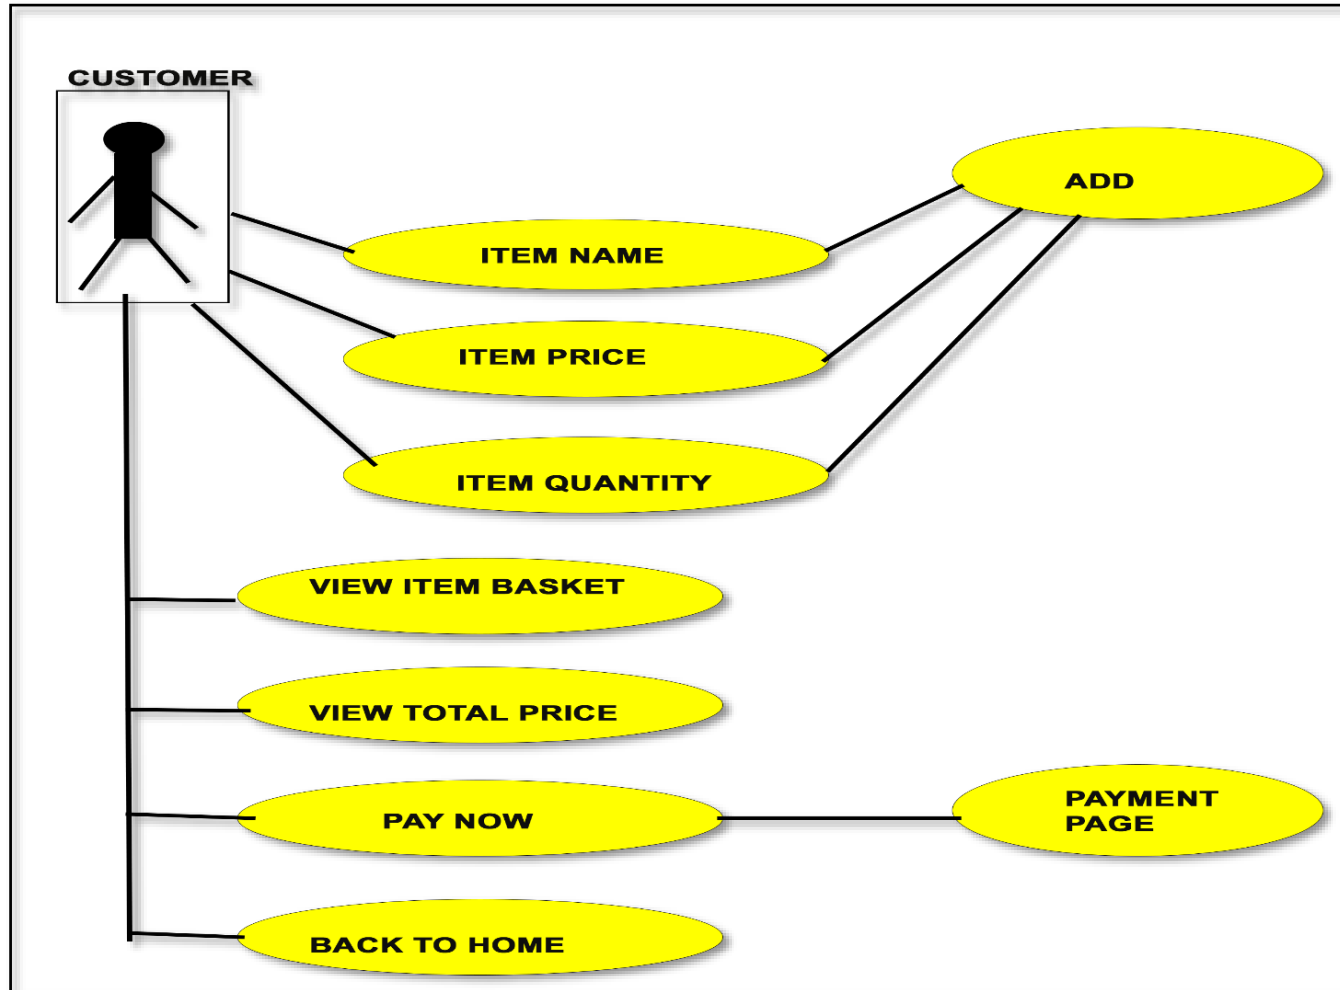 CUSTOMER
ADD
ITEM NAME
ITEM PRICE
ITEM QUANTITY
VIEW ITEM BASKET
VIEW TOTAL PRICE
PAY NOW
PAYMENT
PAGE
BACK TO HOME